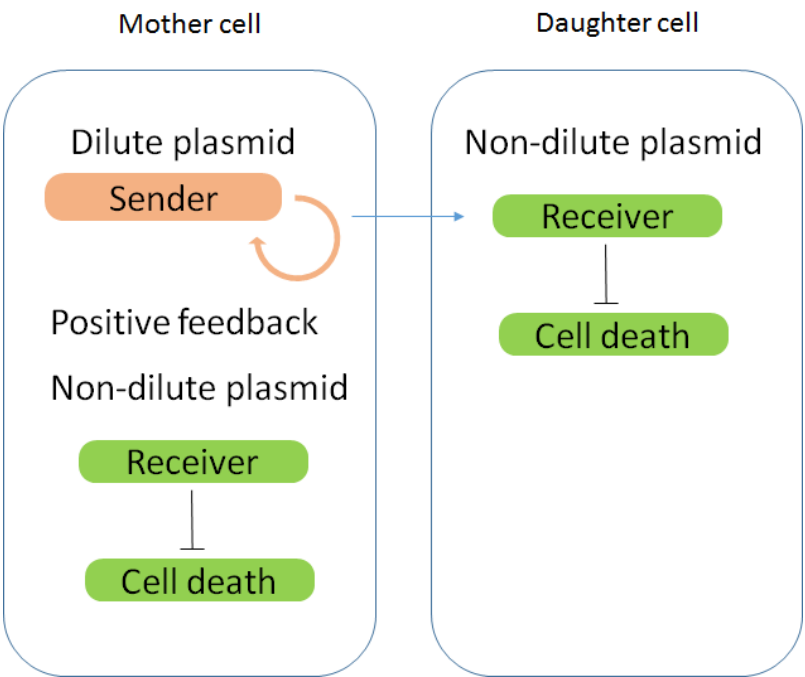 Mother cell
Daughter cell
Dilute plasmid
Sender
Positive feedback
Non-dilute plasmid
Receiver
Cell death
Non-dilute plasmid
Receiver
Cell death